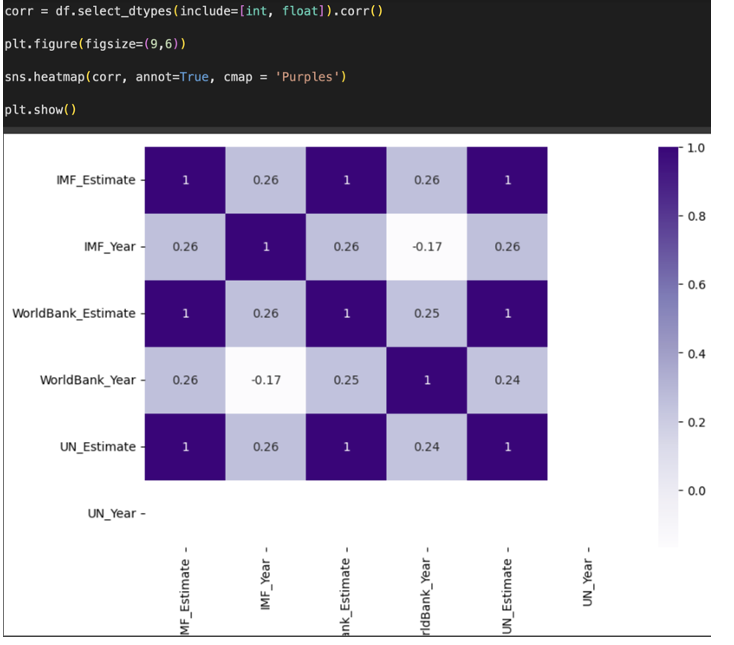 corr = df.select_dtypes(include=[int, float]).corr()
plt.figure(figsize=(9,6))
sns.heatmap(corr, annot=True, cmap = 'Purples')
plt.show()
IMF_Estimate 1 0.26 1 0.26 1
IMF_Year 0.26 1 0.26 -0.17 0.26
WorldBank_Estimate 1 0.26 1 0.25 1
WorldBank_Year 0.26 -0.17 0.25 1 0.24
UN_Estimate 1 0.26 1 0.24 1
UN_Year
MF_Estimate
IMF_Year
ank_Estimate
rldBank_Year
UN_Estimate
UN_Year
1.0
0.8
0.6
0.4
0.2
0.0